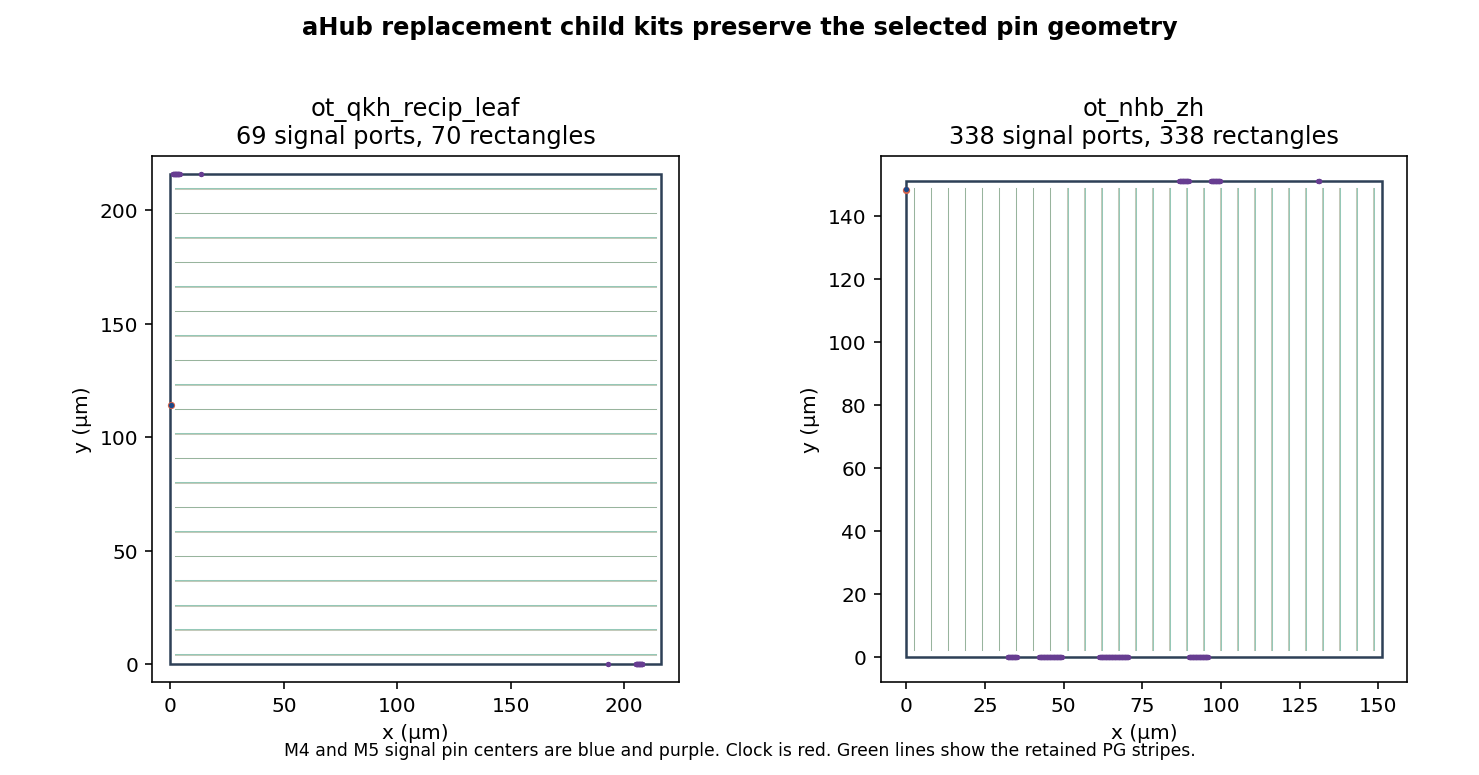 aHub replacement child kits preserve the selected pin geometry
ot_qkh_recip_leaf
69 signal ports, 70 rectangles
200
150
100
50
0
y (µm)
0 50 100 150 200
x (µm)
ot_nhb_zh
338 signal ports, 338 rectangles
140
120
100
80
60
40
20
0
y (µm)
0 25 50 75 100 125 150
x (µm)
M4 and M5 signal pin centers are blue and purple. Clock is red. Green lines show the retained PG stripes.